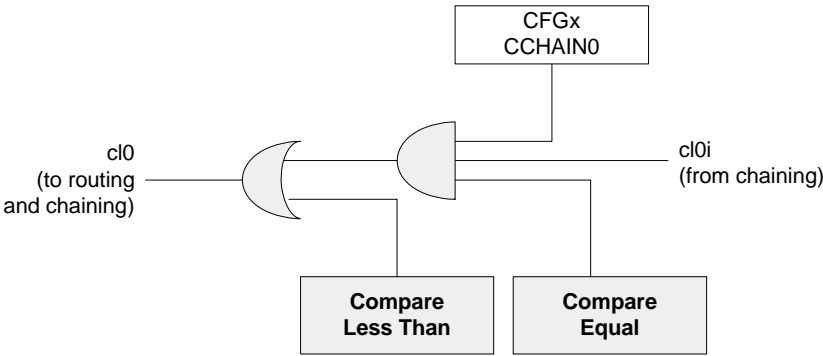 CFGx
CCHAIN0
cl0
(to routing
and chaining)
cl0i
(from chaining)
Compare
Less Than
Compare
Equal